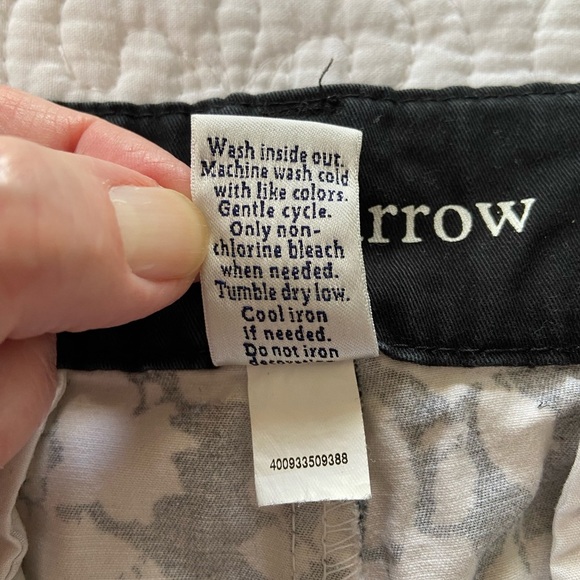 Wash inside out.
Machine wash cold
with like colors.
Gentle cycle.
Only non-
chlorine bleach
when needed.
Tumble dry low.
Cool iron
if needed.
Do not iron
rrow
400933509388